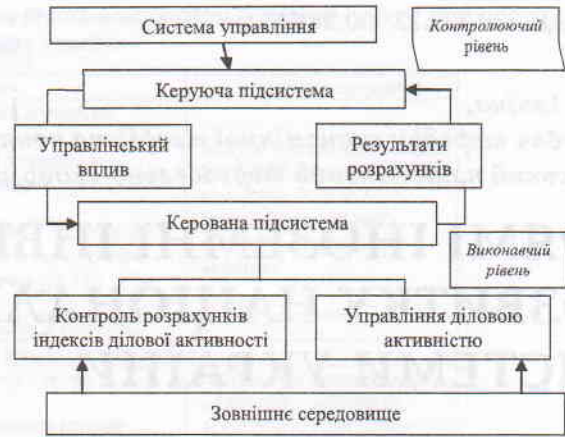 Система управління
Контролюючий
рівень
Керуюча підсистема
Управлінський
вплив
Результати
розрахунків
Керована підсистема
Виконавчий
рівень
Контроль розрахунків
індексів ділової активності
Управління діловою
активністю
Зовнішнє середовище